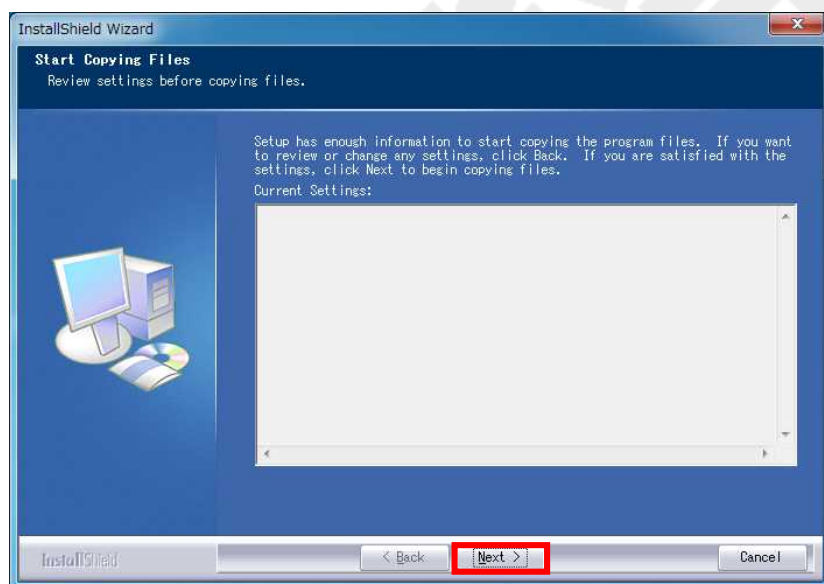 InstallShield Wizard
Start Copying Files
Review settings before copying files.
Setup has enough information to start copying the program files.  If you want
to review or change any settings, click Back.  If you are satisfied with the
settings, click Next to begin copying files.
Current Settings:
InstallShield
< Back
Next >
Cancel